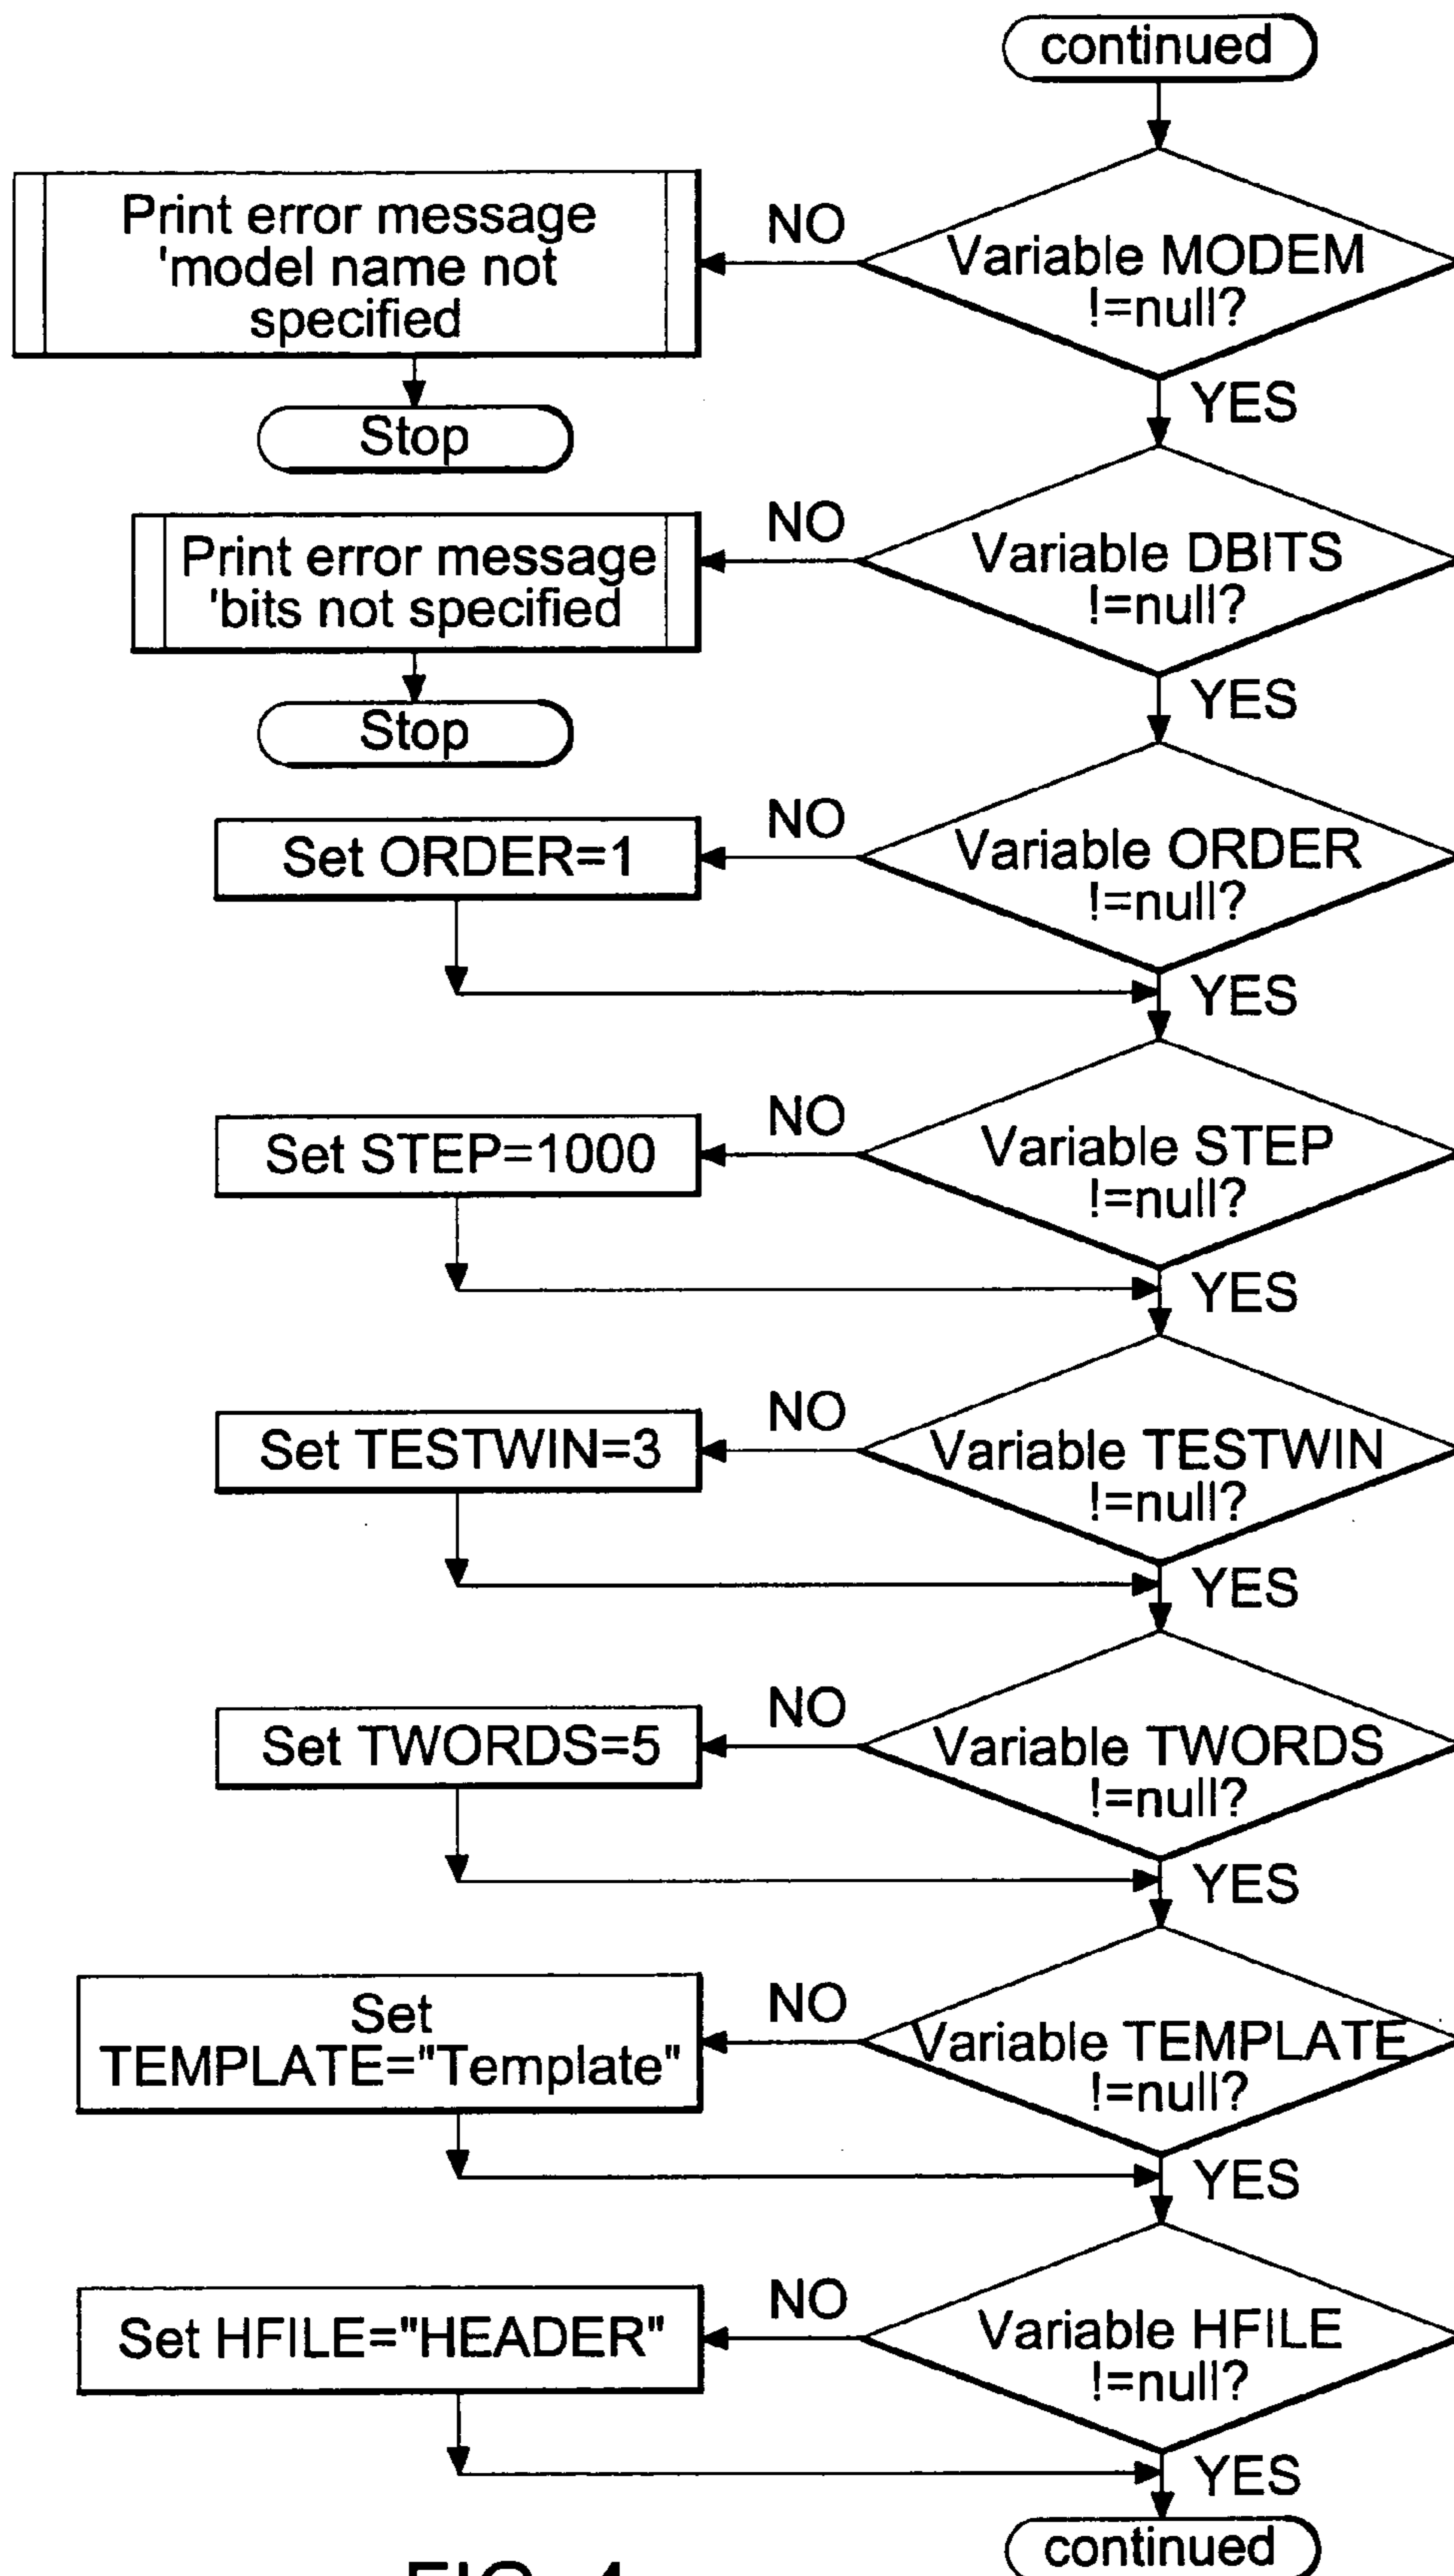 continued
Print error message
'model name not
specified
NO
Variable MODEM
!=null?
YES
Stop
Print error message
'bits not specified
NO
Variable DBITS
!=null?
YES
Stop
Set ORDER=1
NO
Variable ORDER
!=null?
YES
Set STEP=1000
NO
Variable STEP
!=null?
YES
Set TESTWIN=3
NO
Variable TESTWIN
!=null?
YES
Set TWORDS=5
NO
Variable TWORDS
!=null?
YES
Set
TEMPLATE="Template"
NO
Variable TEMPLATE
!=null?
YES
Set HFILE="HEADER"
NO
Variable HFILE
!=null?
YES
continued